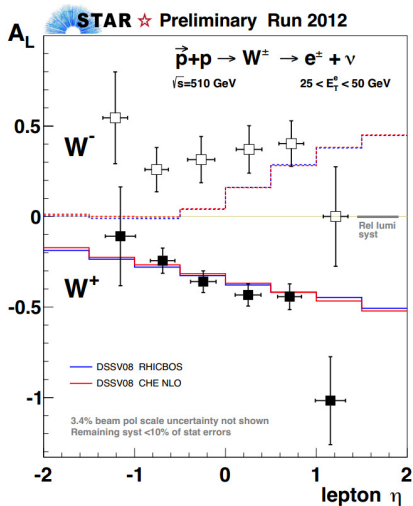 STAR ☆ Preliminary Run 2012
A_L
p⃗+p → W± → e± + ν
√s=510 GeV 25 < E_T^e < 50 GeV
0.5
W⁻
0
Rel lumi
syst
W⁺
-0.5
DSSV08 RHICBOS
DSSV08 CHE NLO
-1
3.4% beam pol scale uncertainty not shown
Remaining syst <10% of stat errors
-2 -1 0 1 2
lepton η